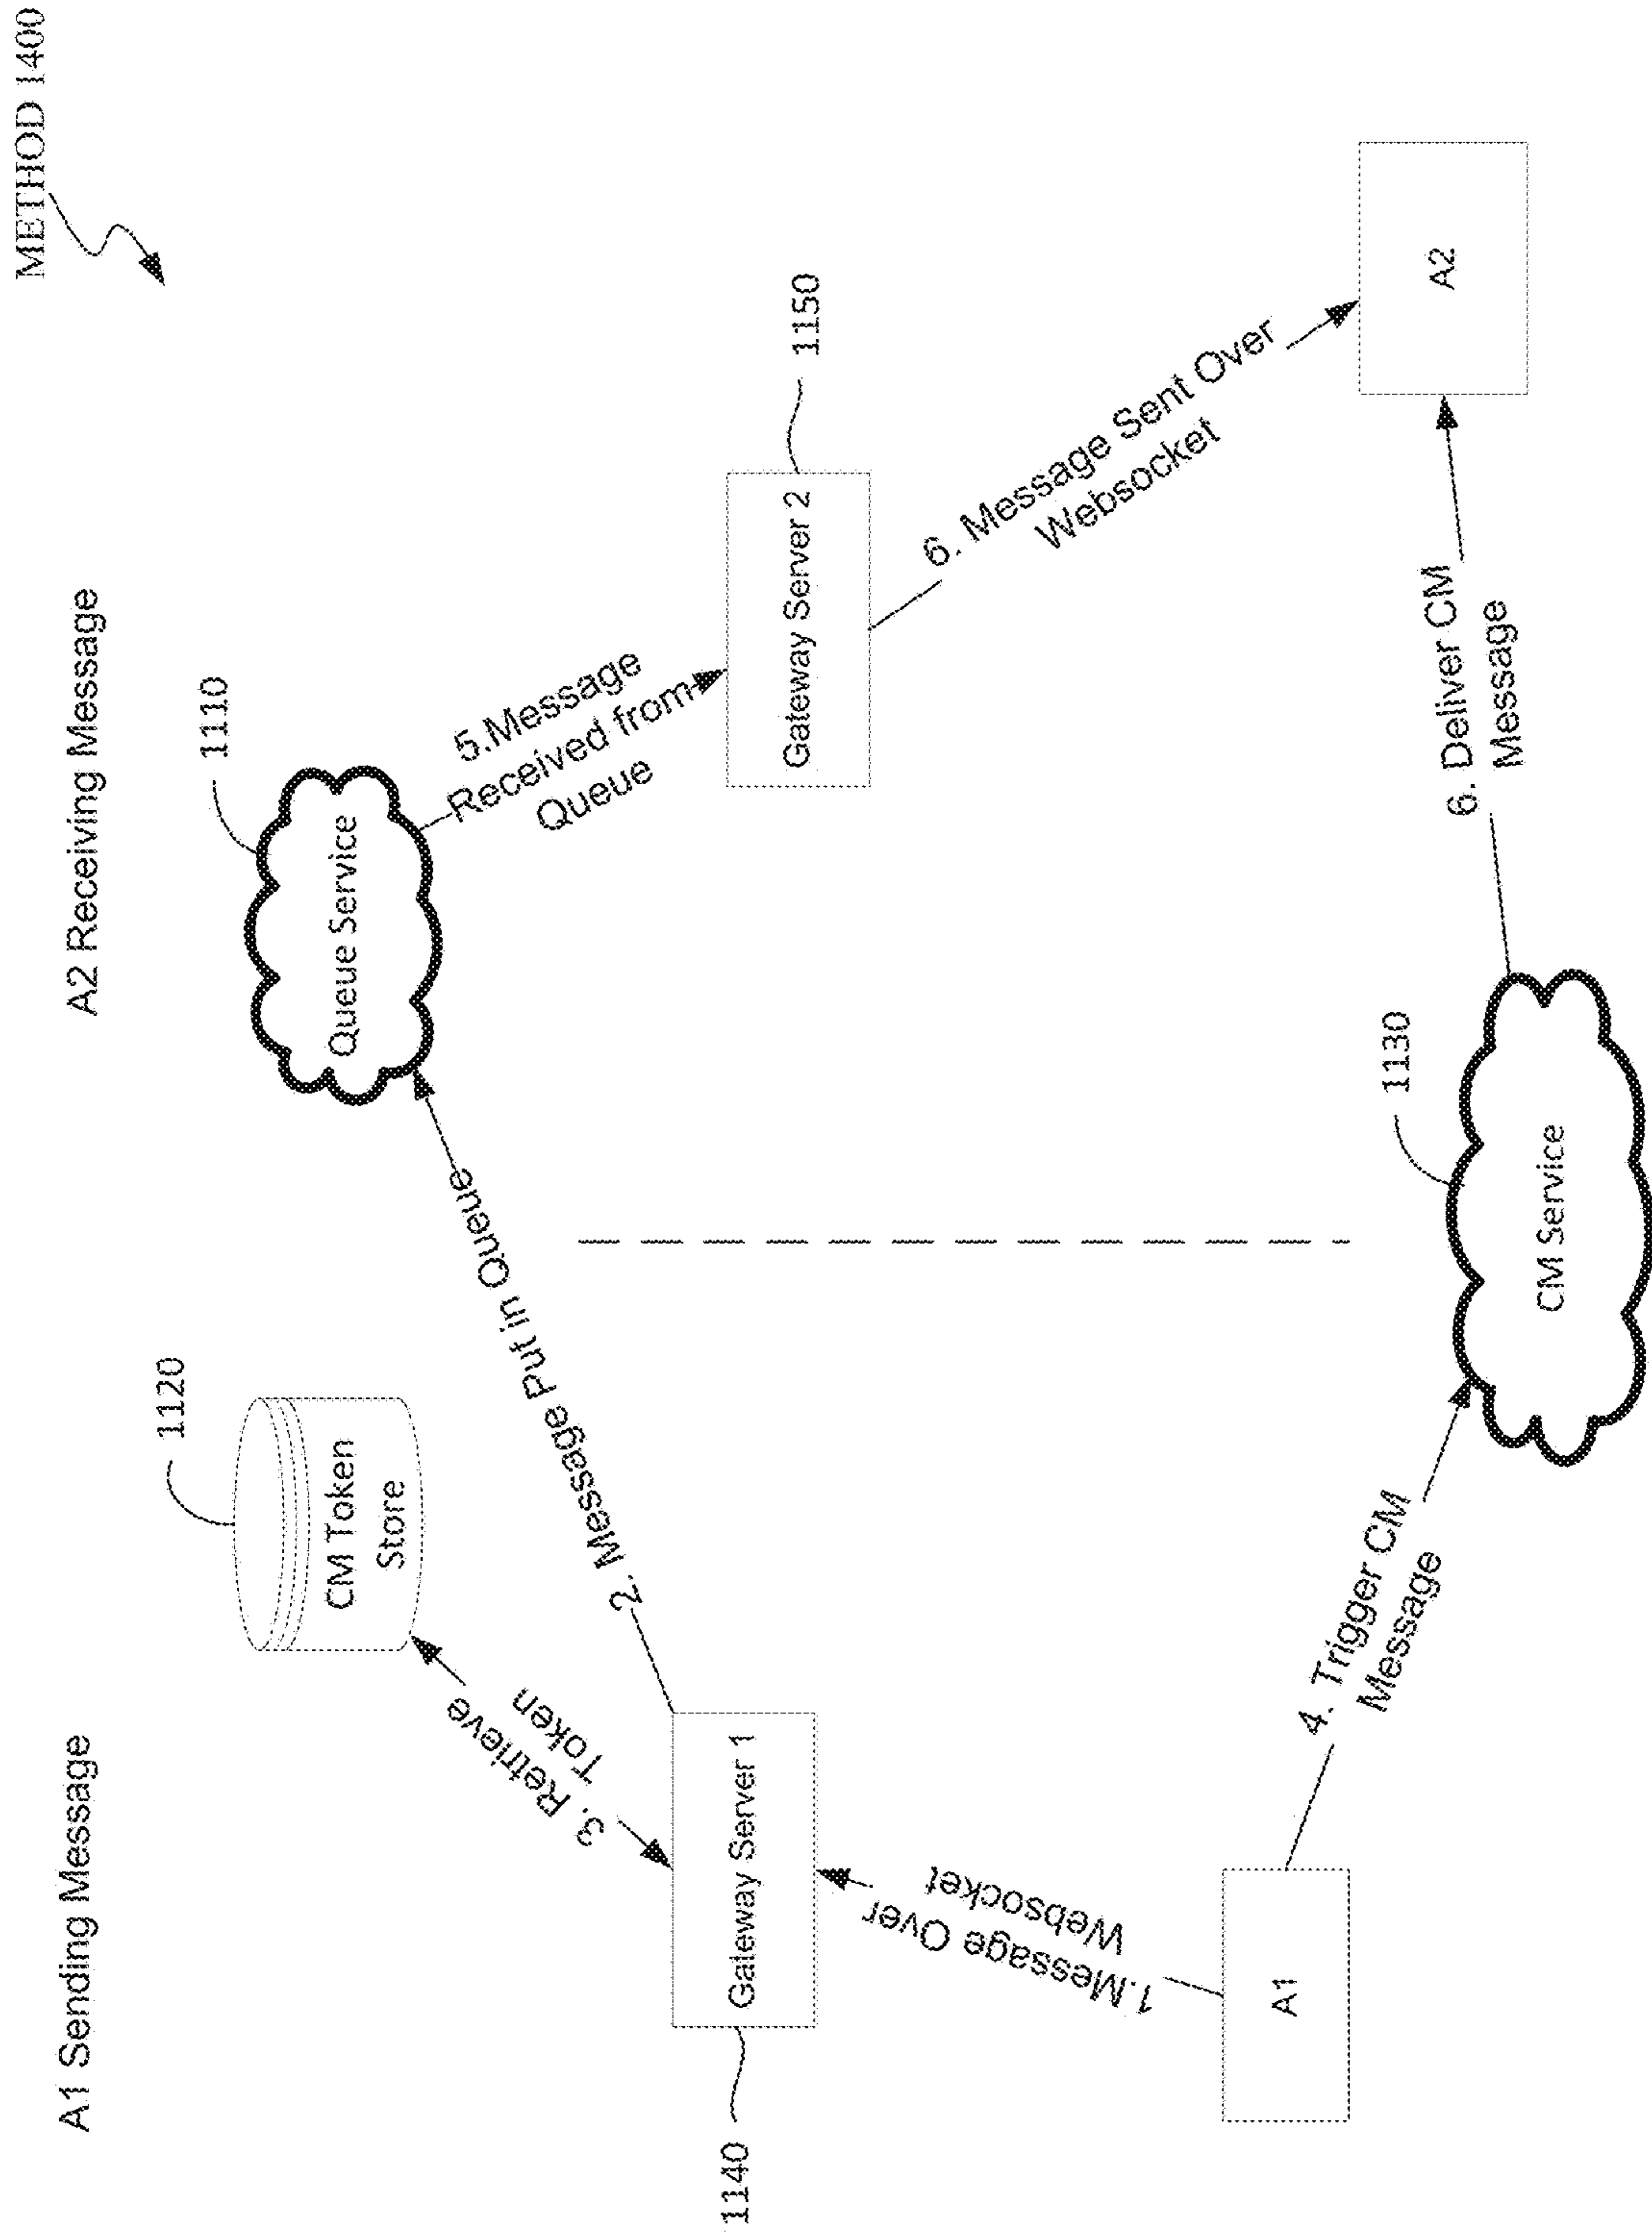 METHOD 1400
A1 Sending Message
A2 Receiving Message
1120
CM Token
Store
1110
Queue Service
3. Retrieve
Token
2. Message Put in Queue
5.Message
Received from
Queue
1140
Gateway Server 1
Gateway Server 2
1150
1.Message Over
Websocket
6. Message Sent Over
Websocket
A1
4. Trigger CM
Message
1130
CM Service
6. Deliver CM
Message
A2